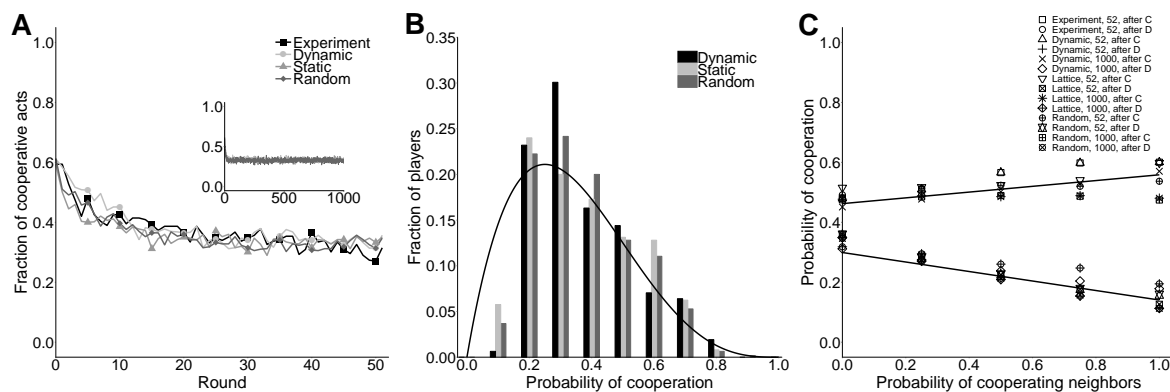 A
Fraction of cooperative acts
1.0
0.8
0.6
0.4
0.2
0.0
0
10
20
30
40
50
Round
Experiment
Dynamic
Static
Random
1.0
0.5
0.0
0
500
1000
B
Fraction of players
0.35
0.30
0.25
0.20
0.15
0.10
0.05
0.00
0.0
0.2
0.4
0.6
0.8
1.0
Probability of cooperation
Dynamic
Static
Random
C
Probability of cooperation
1.0
0.8
0.6
0.4
0.2
0.0
0.0
0.2
0.4
0.6
0.8
1.0
Probability of cooperating neighbors
Experiment, 52, after C
Experiment, 52, after D
Dynamic, 52, after C
Dynamic, 52, after D
Dynamic, 1000, after C
Dynamic, 1000, after D
Lattice, 52, after C
Lattice, 52, after D
Lattice, 1000, after C
Lattice, 1000, after D
Random, 52, after C
Random, 52, after D
Random, 1000, after C
Random, 1000, after D